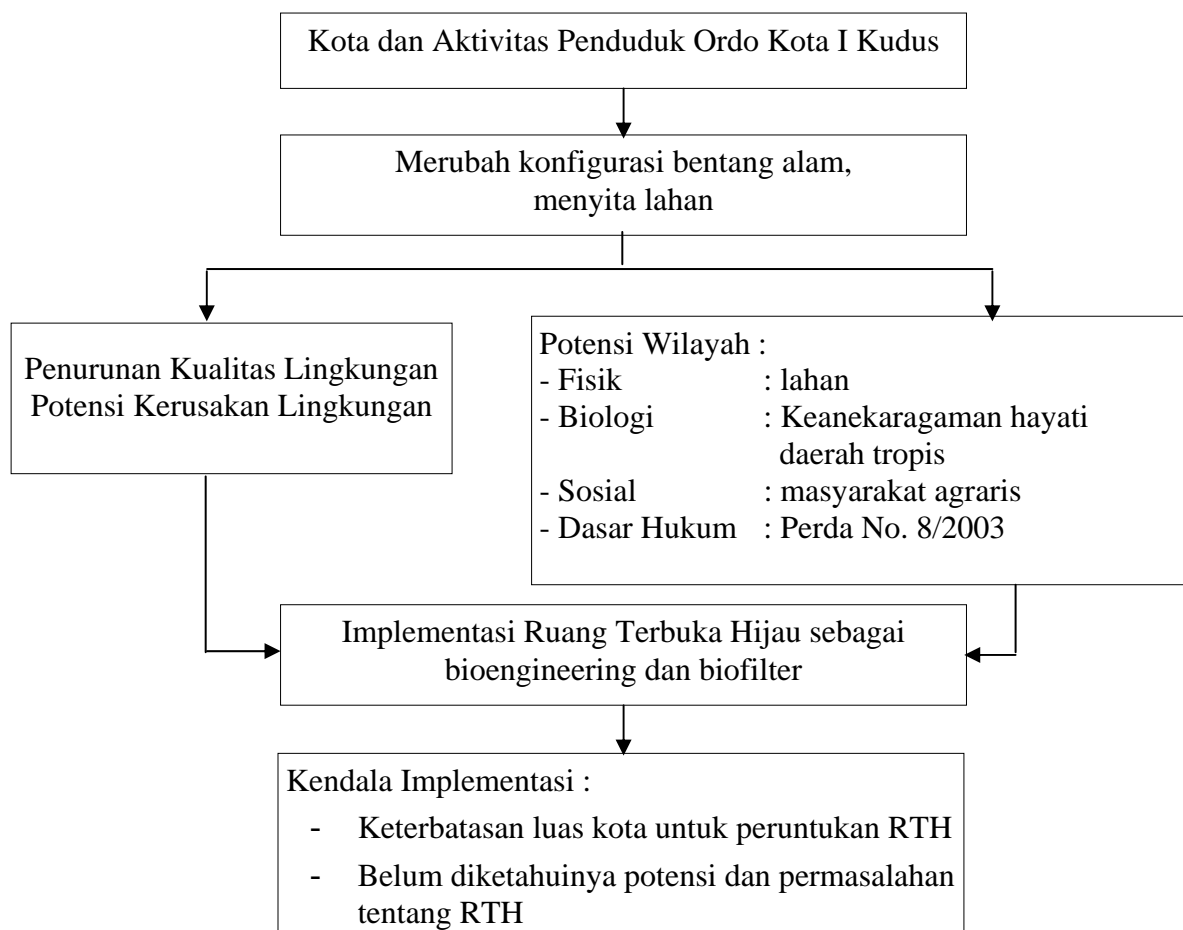 Kota dan Aktivitas Penduduk Ordo Kota I Kudus
Merubah konfigurasi bentang alam,
menyita lahan
Penurunan Kualitas Lingkungan
Potensi Kerusakan Lingkungan
Potensi Wilayah :
- Fisik : lahan
- Biologi : Keanekaragaman hayati
daerah tropis
- Sosial : masyarakat agraris
- Dasar Hukum : Perda No. 8/2003
Implementasi Ruang Terbuka Hijau sebagai
bioengineering dan biofilter
Kendala Implementasi :
- Keterbatasan luas kota untuk peruntukan RTH
- Belum diketahuinya potensi dan permasalahan
tentang RTH